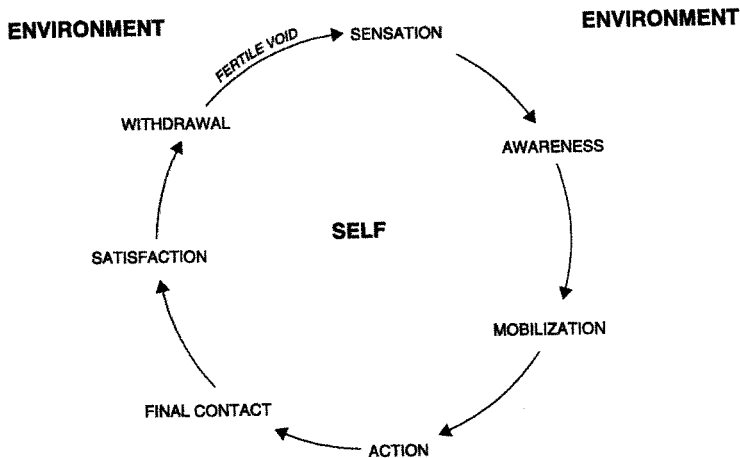 ENVIRONMENT
ENVIRONMENT
FERTILE VOID
SENSATION
WITHDRAWAL
AWARENESS
SELF
SATISFACTION
MOBILIZATION
FINAL CONTACT
ACTION